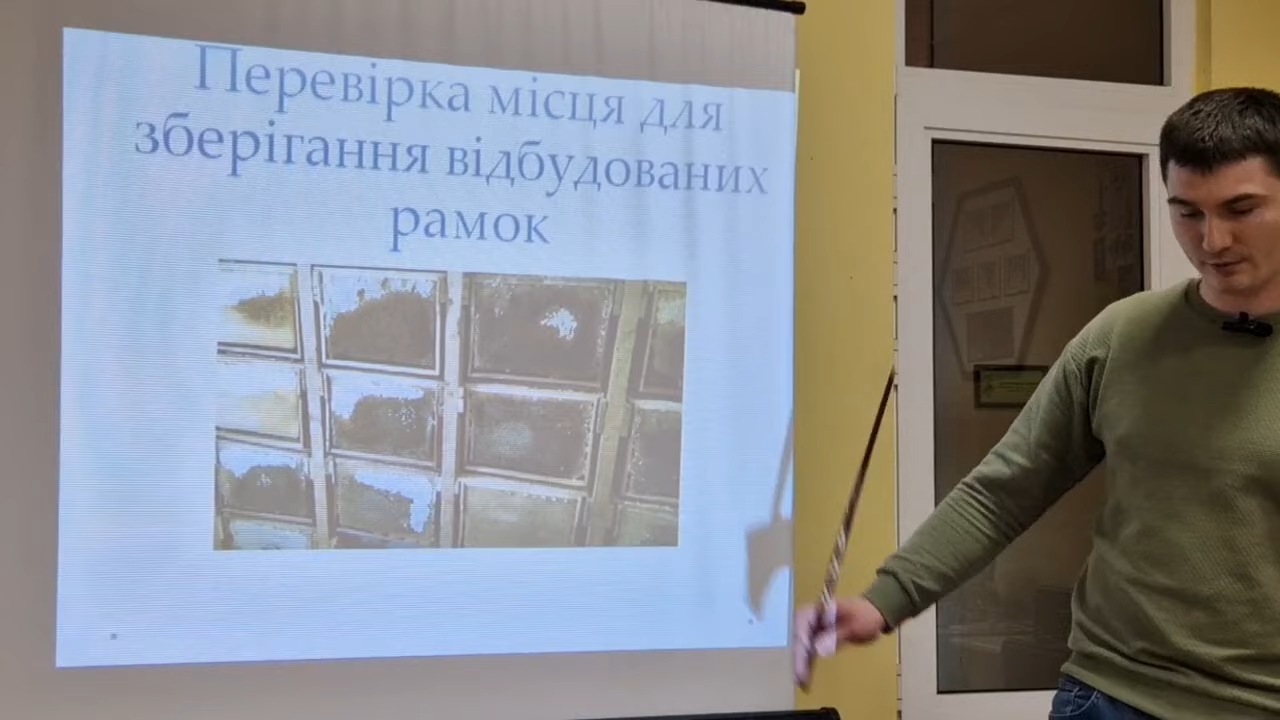 Перевірка місця для
зберігання відбудованих
рамок